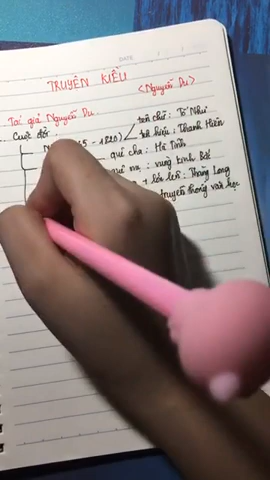 DATE
TRUYỆN KIỀU
<Nguyễn Du>
Tác giả Nguyễn Du.
Cuộc đời
5 - 1820) tên chữ: Tố Như
hiệu: Thanh Hiên
quê cha: Hà Tĩnh
quê mẹ: vùng kinh Bắc
lớn lên: Thăng Long
truyền thống văn học